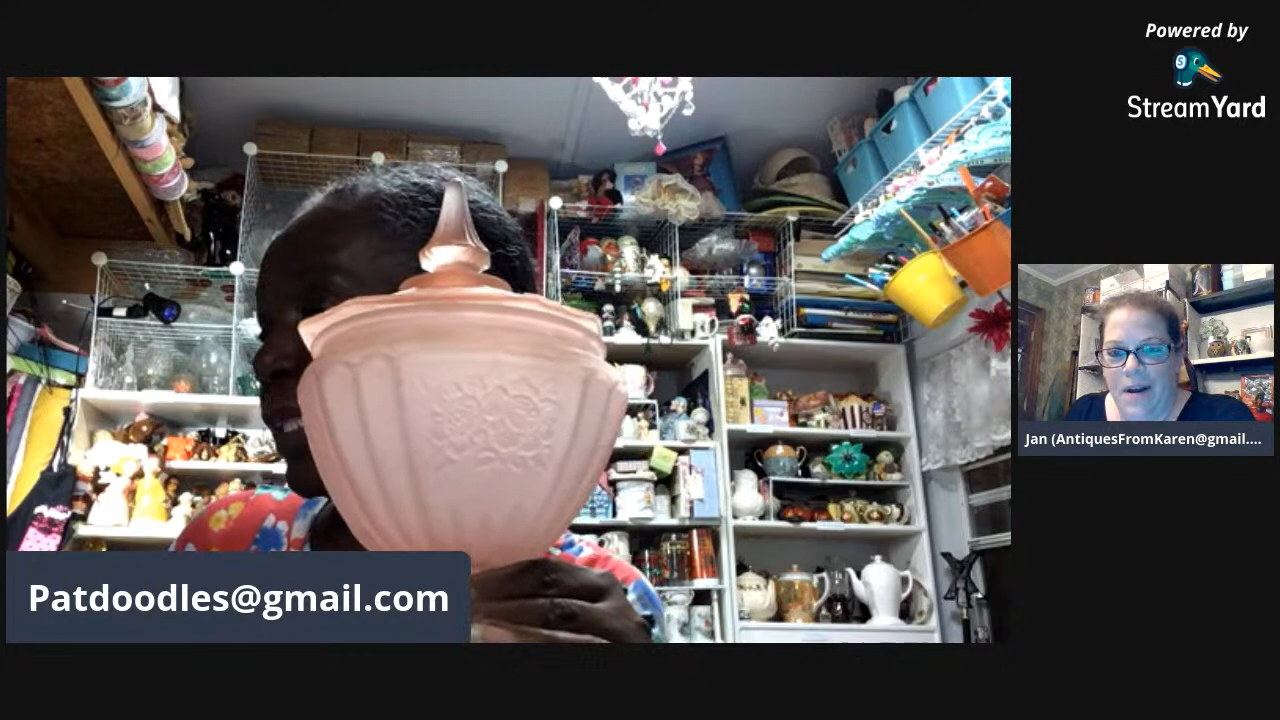 Powered by
StreamYard
Jan (AntiquesFromKaren@gmail....
Patdoodles@gmail.com